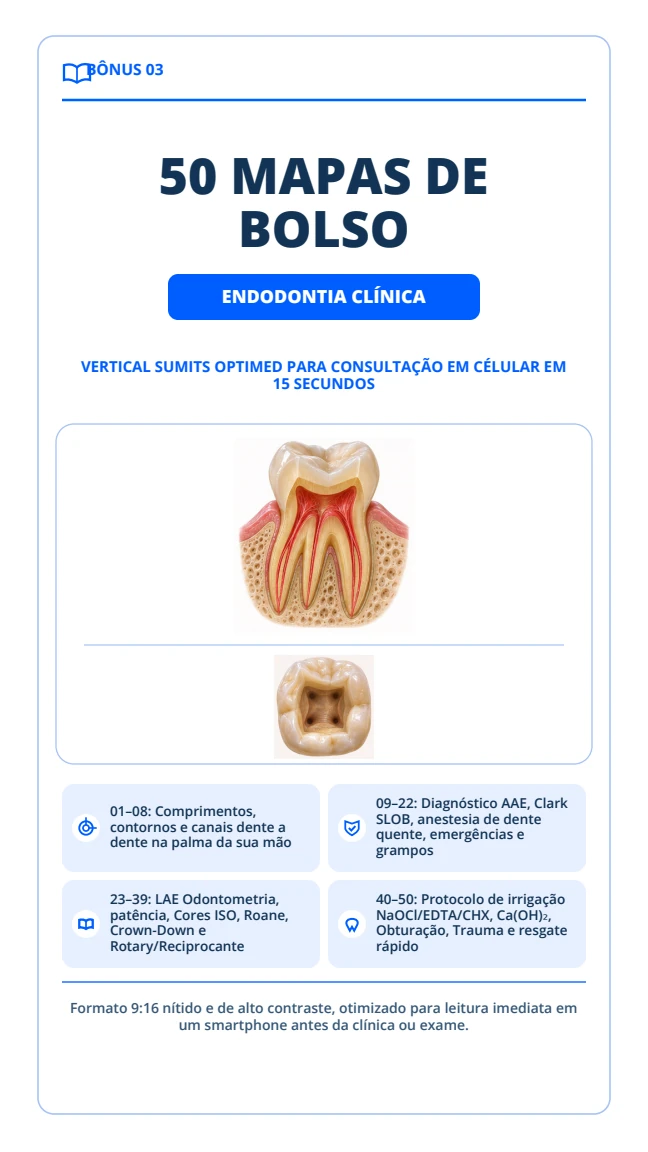 BÔNUS 03
50 MAPAS DE
BOLSO
ENDODONTIA CLÍNICA
VERTICAL SUMITS OPTIMED PARA CONSULTAÇÃO EM CÉLULAR EM
15 SECUNDOS
01–08: Comprimentos,
contornos e canais dente a
dente na palma da sua mão
09–22: Diagnóstico AAE, Clark
SLOB, anestesia de dente
quente, emergências e
grampos
23–39: LAE Odontometria,
patência, Cores ISO, Roane,
Crown-Down e
Rotary/Reciprocante
40–50: Protocolo de irrigação
NaOCl/EDTA/CHX, Ca(OH)₂,
Obturação, Trauma e resgate
rápido
Formato 9:16 nítido e de alto contraste, otimizado para leitura imediata em
um smartphone antes da clínica ou exame.